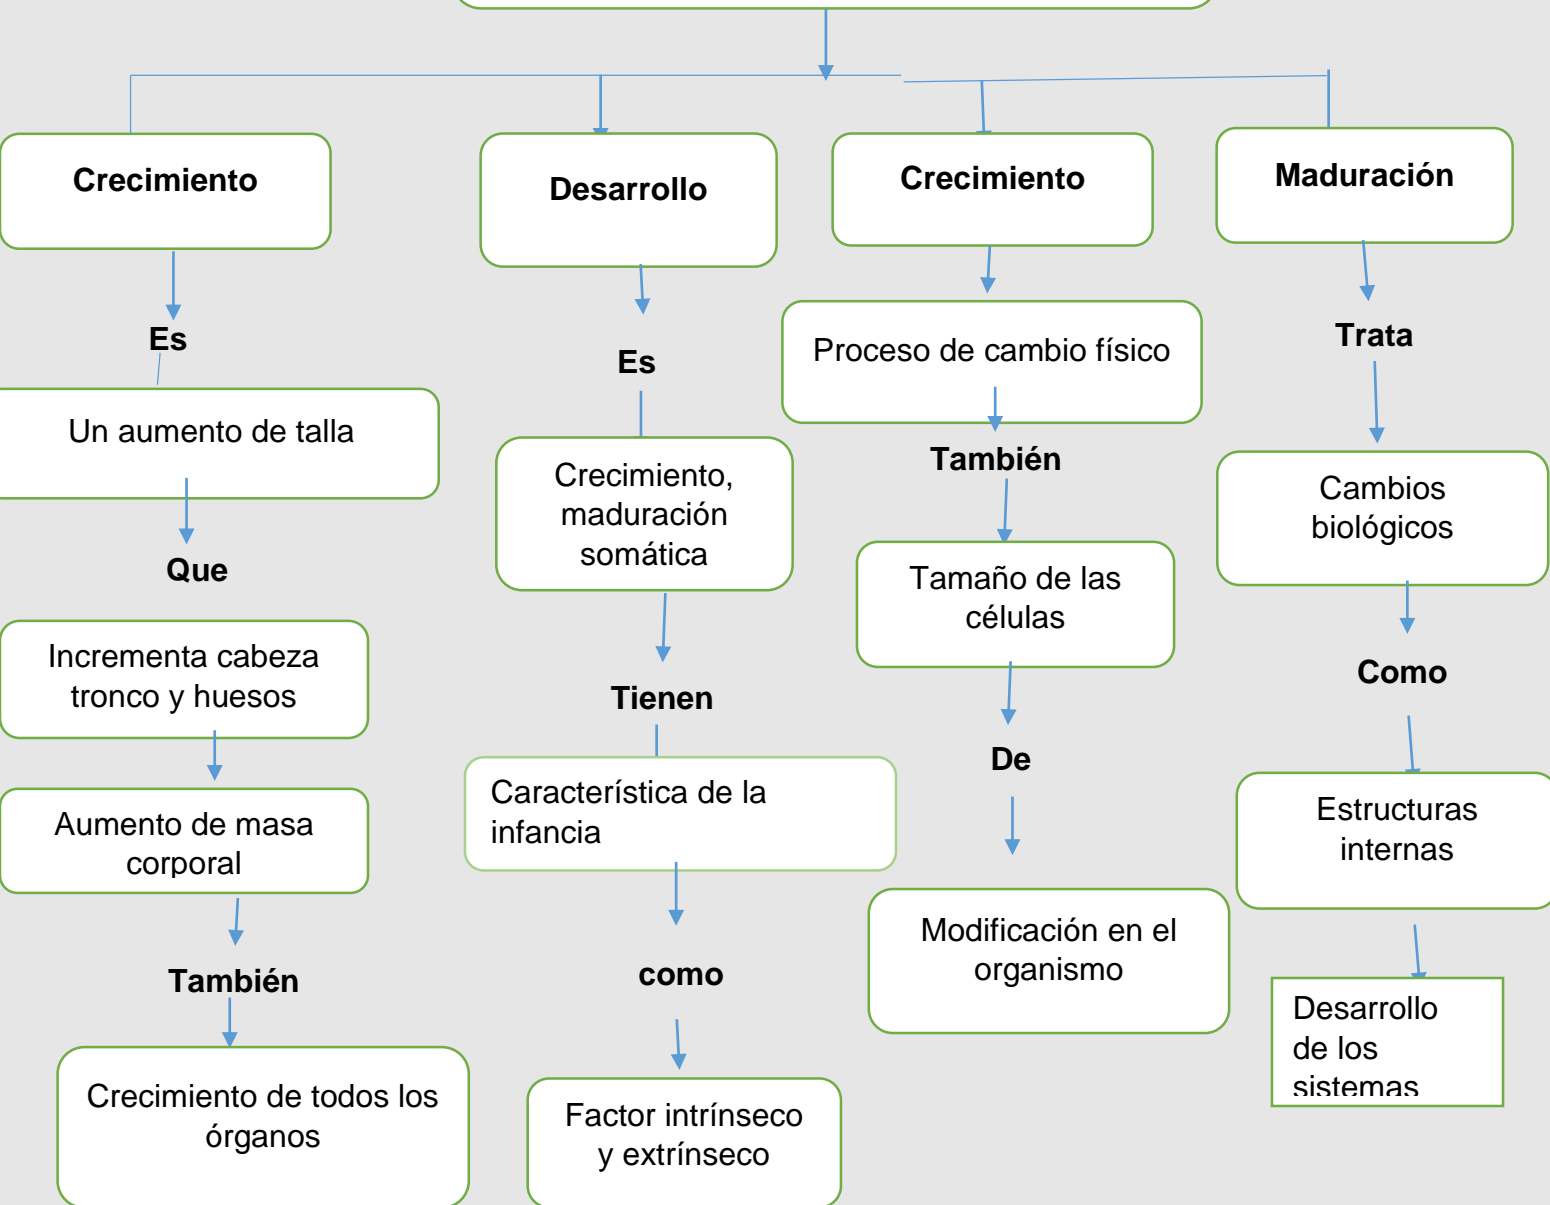 Crecimiento
Es
Un aumento de talla
Que
Incrementa cabeza
tronco y huesos
Aumento de masa
corporal
También
Crecimiento de todos los
órganos
Desarrollo
Es
Crecimiento,
maduración
somática
Tienen
Característica de la
infancia
como
Factor intrínseco
y extrínseco
Crecimiento
Proceso de cambio físico
También
Tamaño de las
células
De
Modificación en el
organismo
Maduración
Trata
Cambios
biológicos
Como
Estructuras
internas
Desarrollo
de los
sistemas